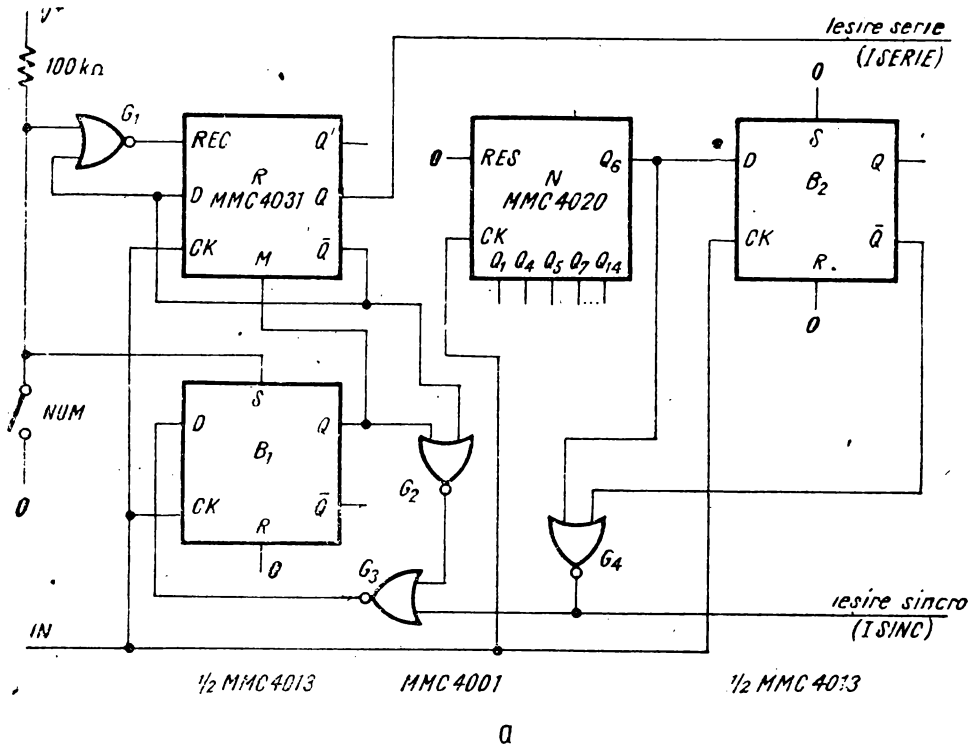 V+
Iesire serie
(ISERIE)
100kΩ
G1
REC
Q'
R
MMC4031
D
Q
CK
M
Q̄
0
RES
Q6
N
MMC4020
CK
Q1 Q4 Q5 Q7 Q14
....
0
S
D
Q
B2
CK
Q̄
R
0
NUM
0
S
D
Q
B1
CK
Q̄
R
0
G2
G3
G4
Iesire sincro
(ISINC)
IN
1/2 MMC4013
MMC4001
1/2 MMC4013
a